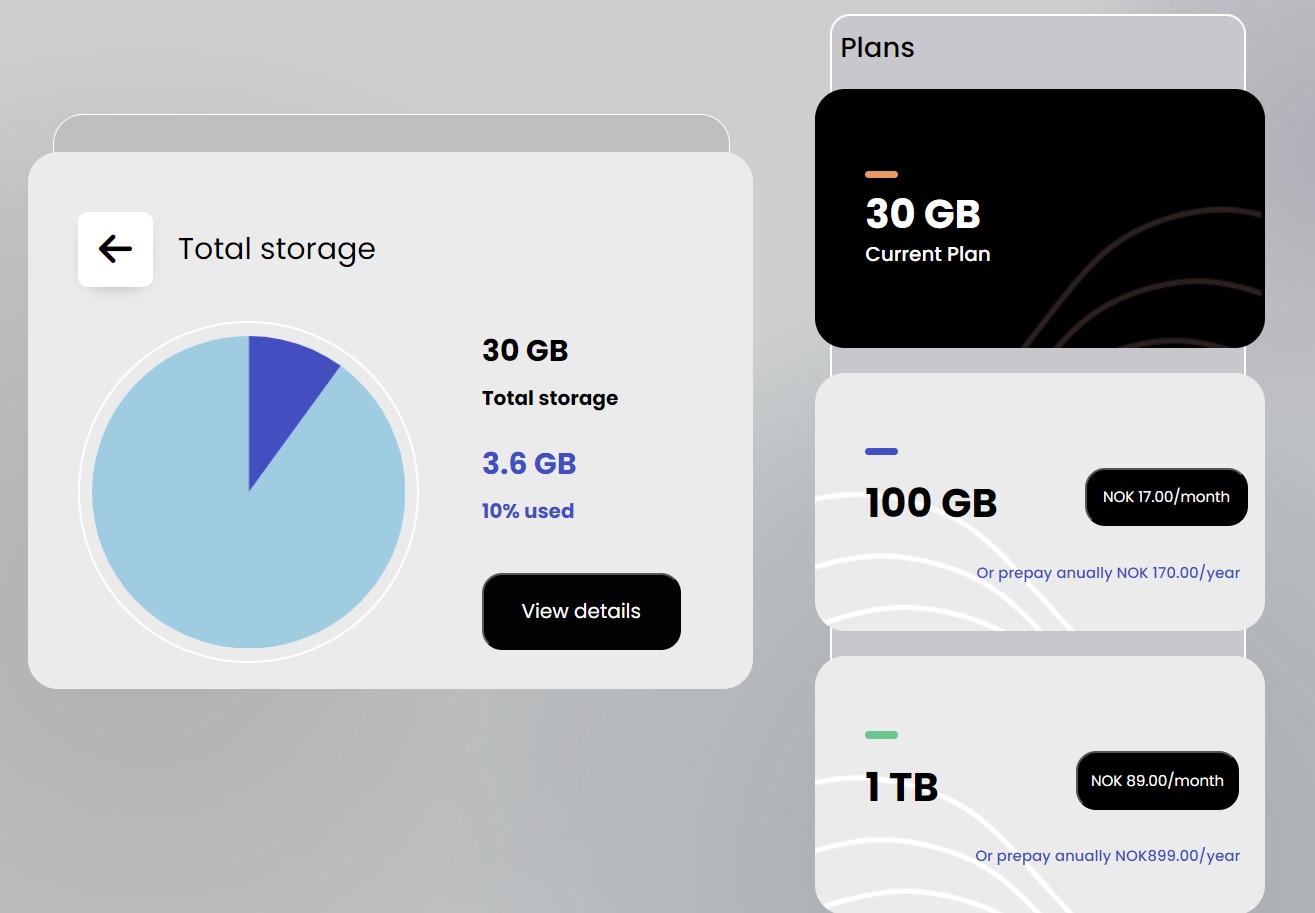 Total storage
30 GB
Total storage
3.6 GB
10% used
View details
Plans
30 GB
Current Plan
100 GB
NOK 17.00/month
Or prepay anually NOK 170.00/year
1 TB
NOK 89.00/month
Or prepay anually NOK899.00/year